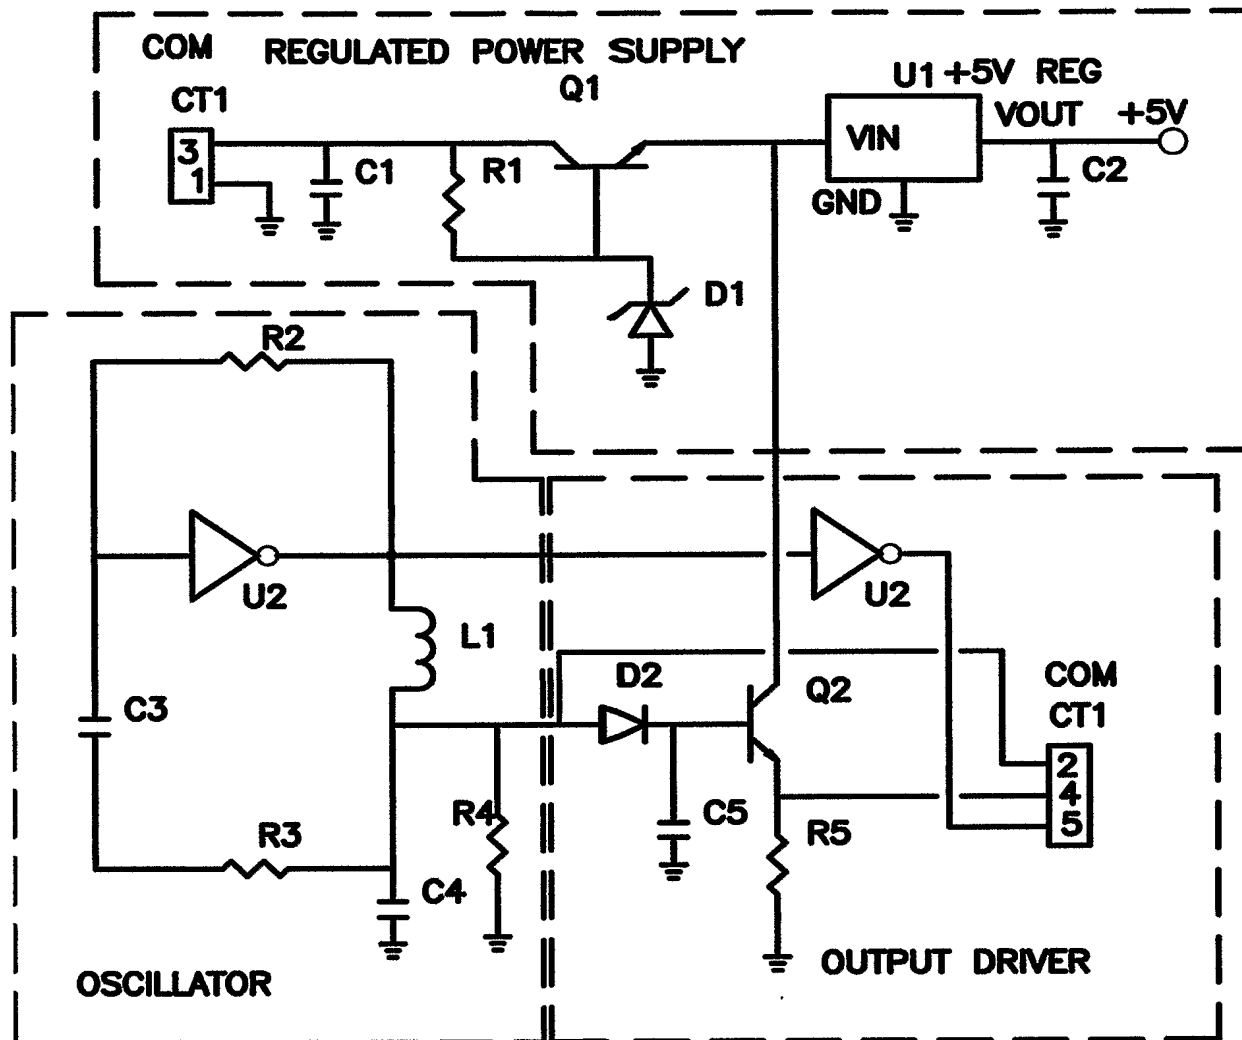 COM REGULATED POWER SUPPLY
Q1
U1 +5V REG
CT1
VOUT +5V
3
1
VIN
C1
R1
C2
GND
D1
R2
U2
U2
L1
D2
Q2
COM
CT1
C3
2
4
5
R4
C5
R5
R3
C4
OSCILLATOR
OUTPUT DRIVER